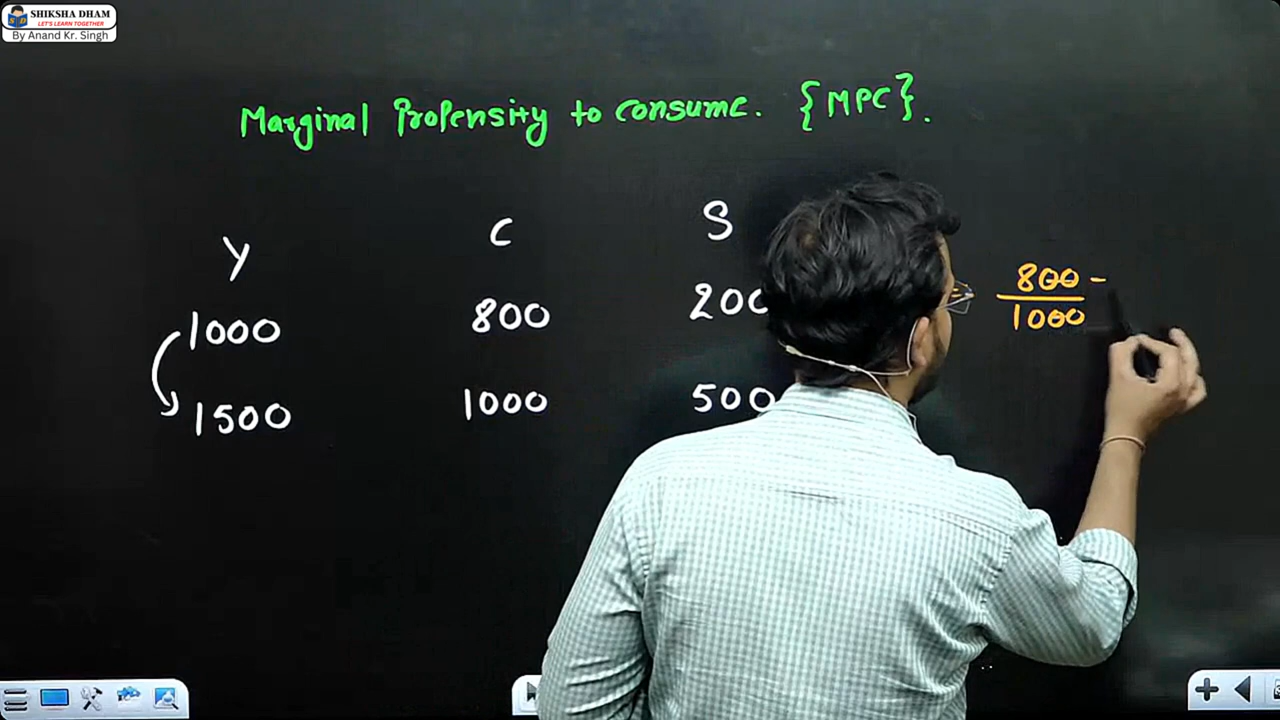 SHIKSHA DHAM
LET'S LEARN TOGETHER
By Anand Kr. Singh
Marginal Propensity to consume. {MPC}.
Y C S
1000 800 200
1500 1000 500
800 -
1000